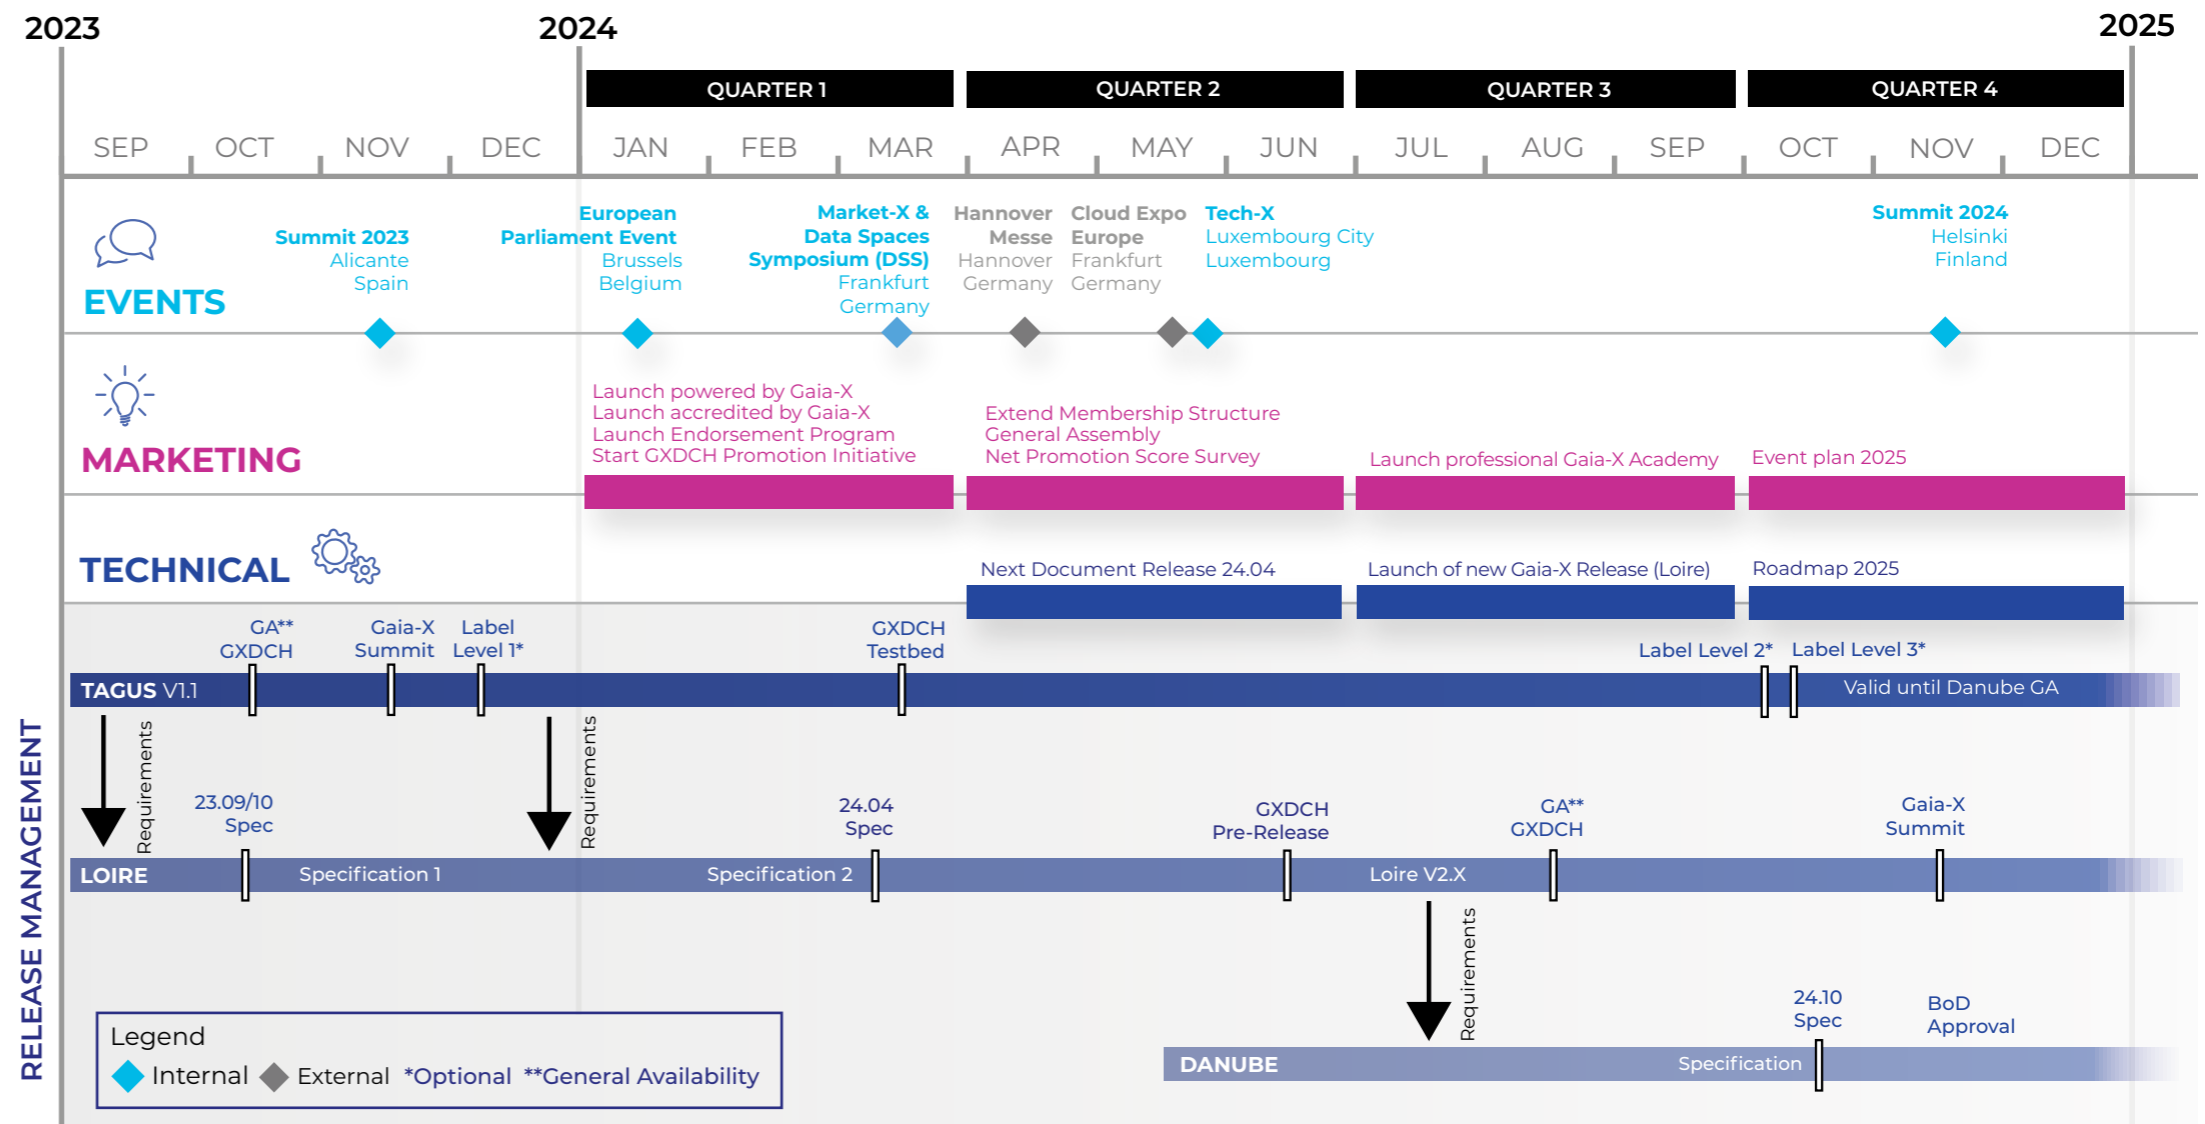 2023
2024
2025
QUARTER 1
QUARTER 2
QUARTER 3
QUARTER 4
SEP
OCT
NOV
DEC
JAN
FEB
MAR
APR
MAY
JUN
JUL
AUG
SEP
OCT
NOV
DEC
EVENTS
Summit 2023
Alicante
Spain
European
Parliament Event
Brussels
Belgium
Market-X &
Data Spaces
Symposium (DSS)
Frankfurt
Germany
Hannover
Messe
Hannover
Germany
Cloud Expo
Europe
Frankfurt
Germany
Tech-X
Luxembourg City
Luxembourg
Summit 2024
Helsinki
Finland
MARKETING
Launch powered by Gaia-X
Launch accredited by Gaia-X
Launch Endorsement Program
Start GXDCH Promotion Initiative
Extend Membership Structure
General Assembly
Net Promotion Score Survey
Launch professional Gaia-X Academy
Event plan 2025
TECHNICAL
Next Document Release 24.04
Launch of new Gaia-X Release (Loire)
Roadmap 2025
RELEASE MANAGEMENT
GA**
GXDCH
Gaia-X
Summit
Label
Level 1*
GXDCH
Testbed
Label Level 2*
Label Level 3*
TAGUS V1.1
Valid until Danube GA
Requirements
Requirements
23.09/10
Spec
24.04
Spec
GXDCH
Pre-Release
GA**
GXDCH
Gaia-X
Summit
LOIRE
Specification 1
Specification 2
Loire V2.X
Requirements
24.10
Spec
BoD
Approval
DANUBE
Specification
Legend
Internal
External
*Optional
**General Availability